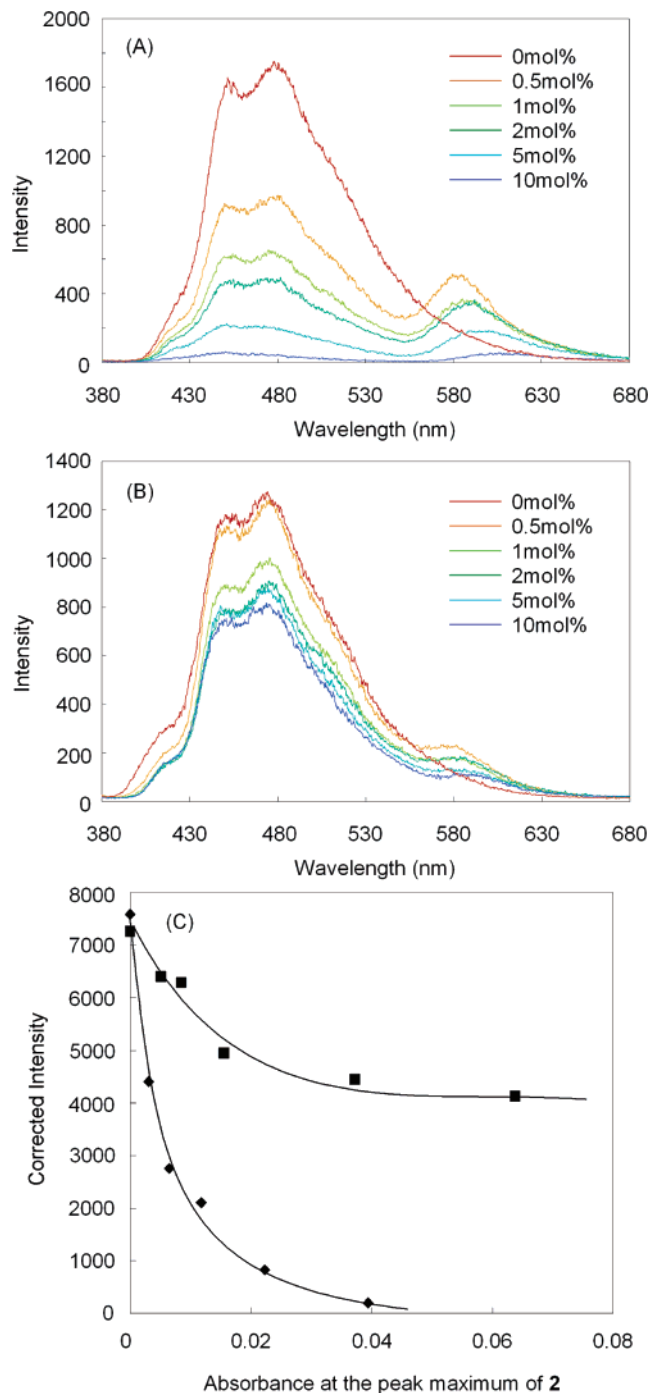 (A)
2000
1800
1400
1200
800
400
0
Intensity
0mol%
0.5mol%
1mol%
2mol%
5mol%
10mol%
380 430 480 530 580 630 680
Wavelength (nm)
(B)
1400
1200
1000
800
600
400
200
0
Intensity
0mol%
0.5mol%
1mol%
2mol%
5mol%
10mol%
380 430 480 530 580 630 680
Wavelength (nm)
(C)
8000
7000
6000
5000
4000
3000
2000
1000
0
Corrected Intensity
0 0.02 0.04 0.06 0.08
Absorbance at the peak maximum of 2